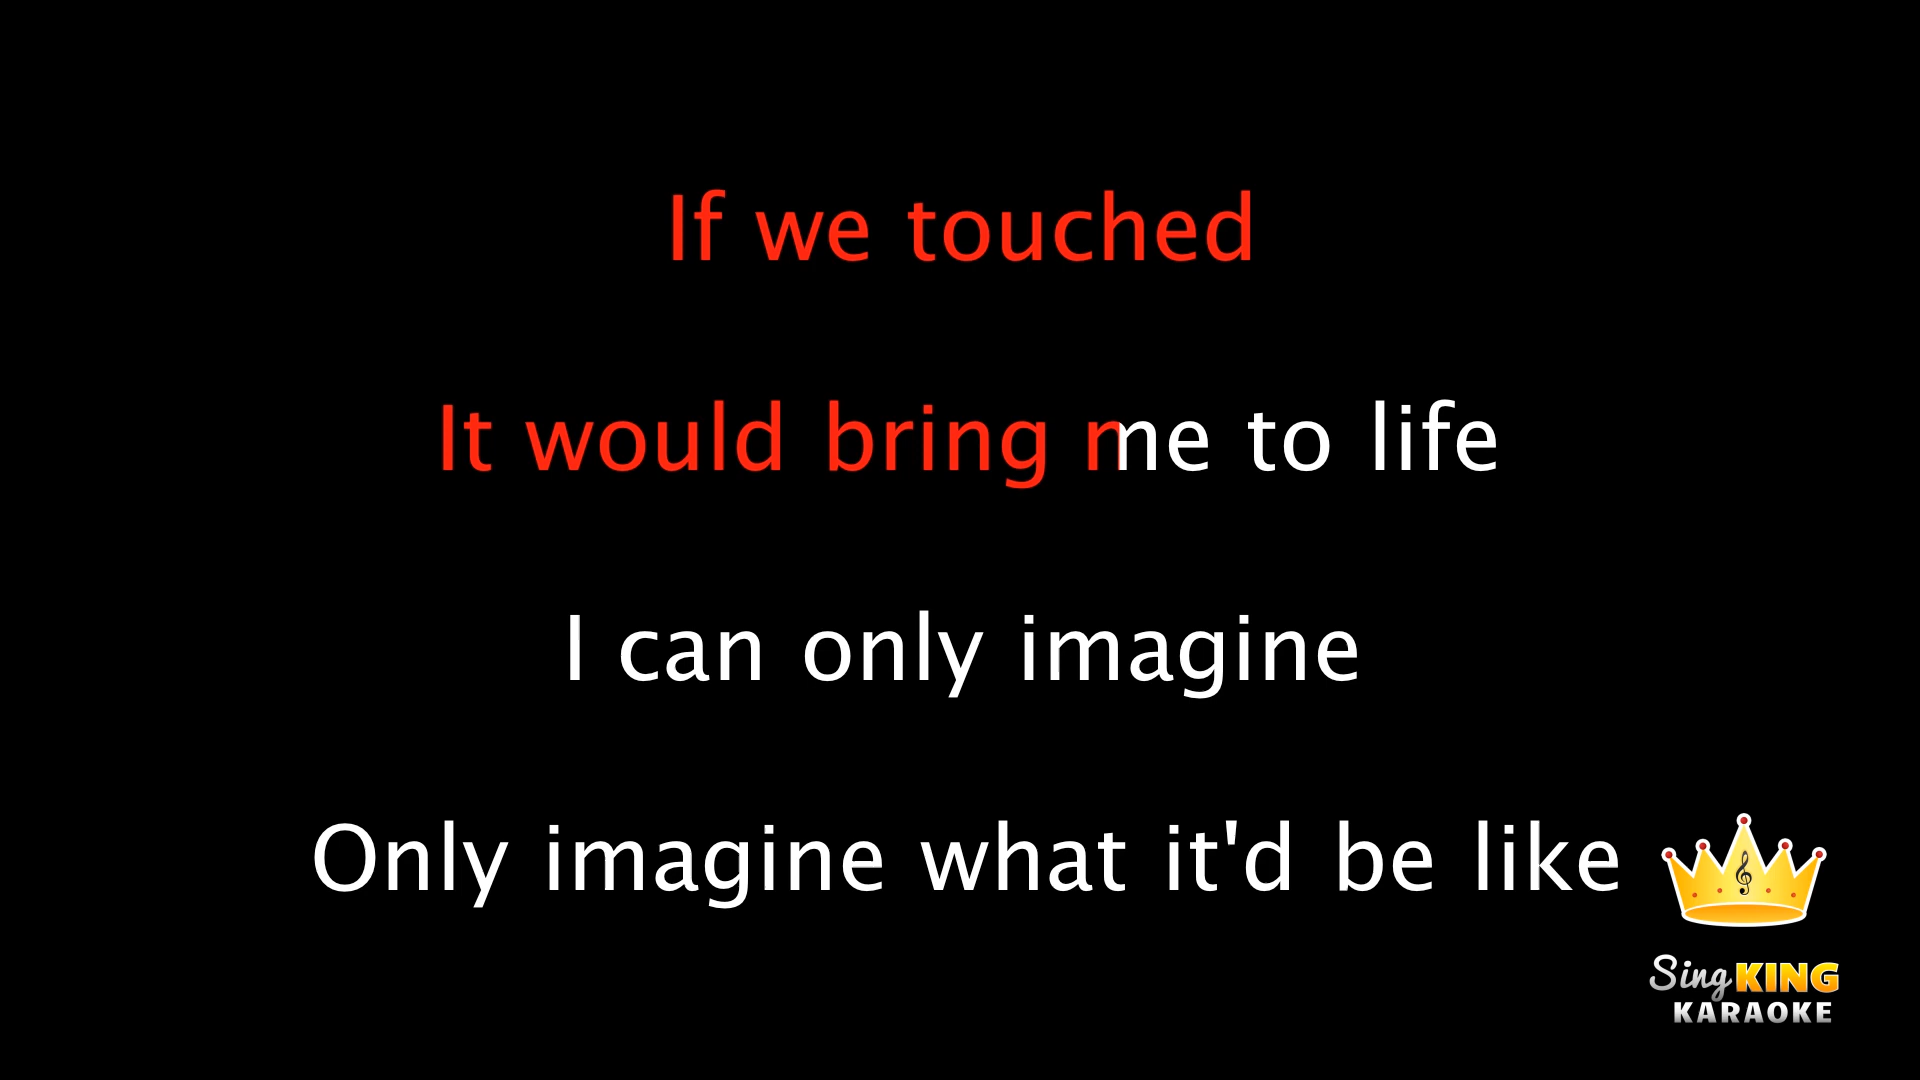 If we touched
It would bring me to life
I can only imagine
Only imagine what it'd be like
Sing KING
KARAOKE